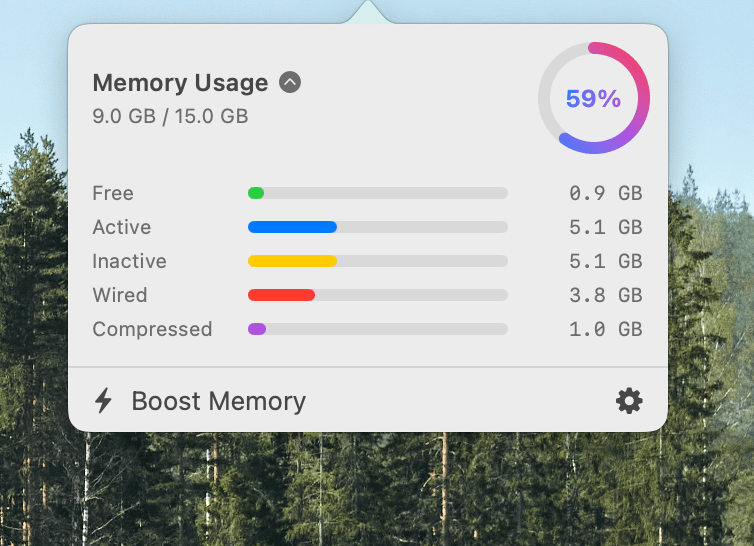 Memory Usage
9.0 GB / 15.0 GB
59%
Free 0.9 GB
Active 5.1 GB
Inactive 5.1 GB
Wired 3.8 GB
Compressed 1.0 GB
Boost Memory